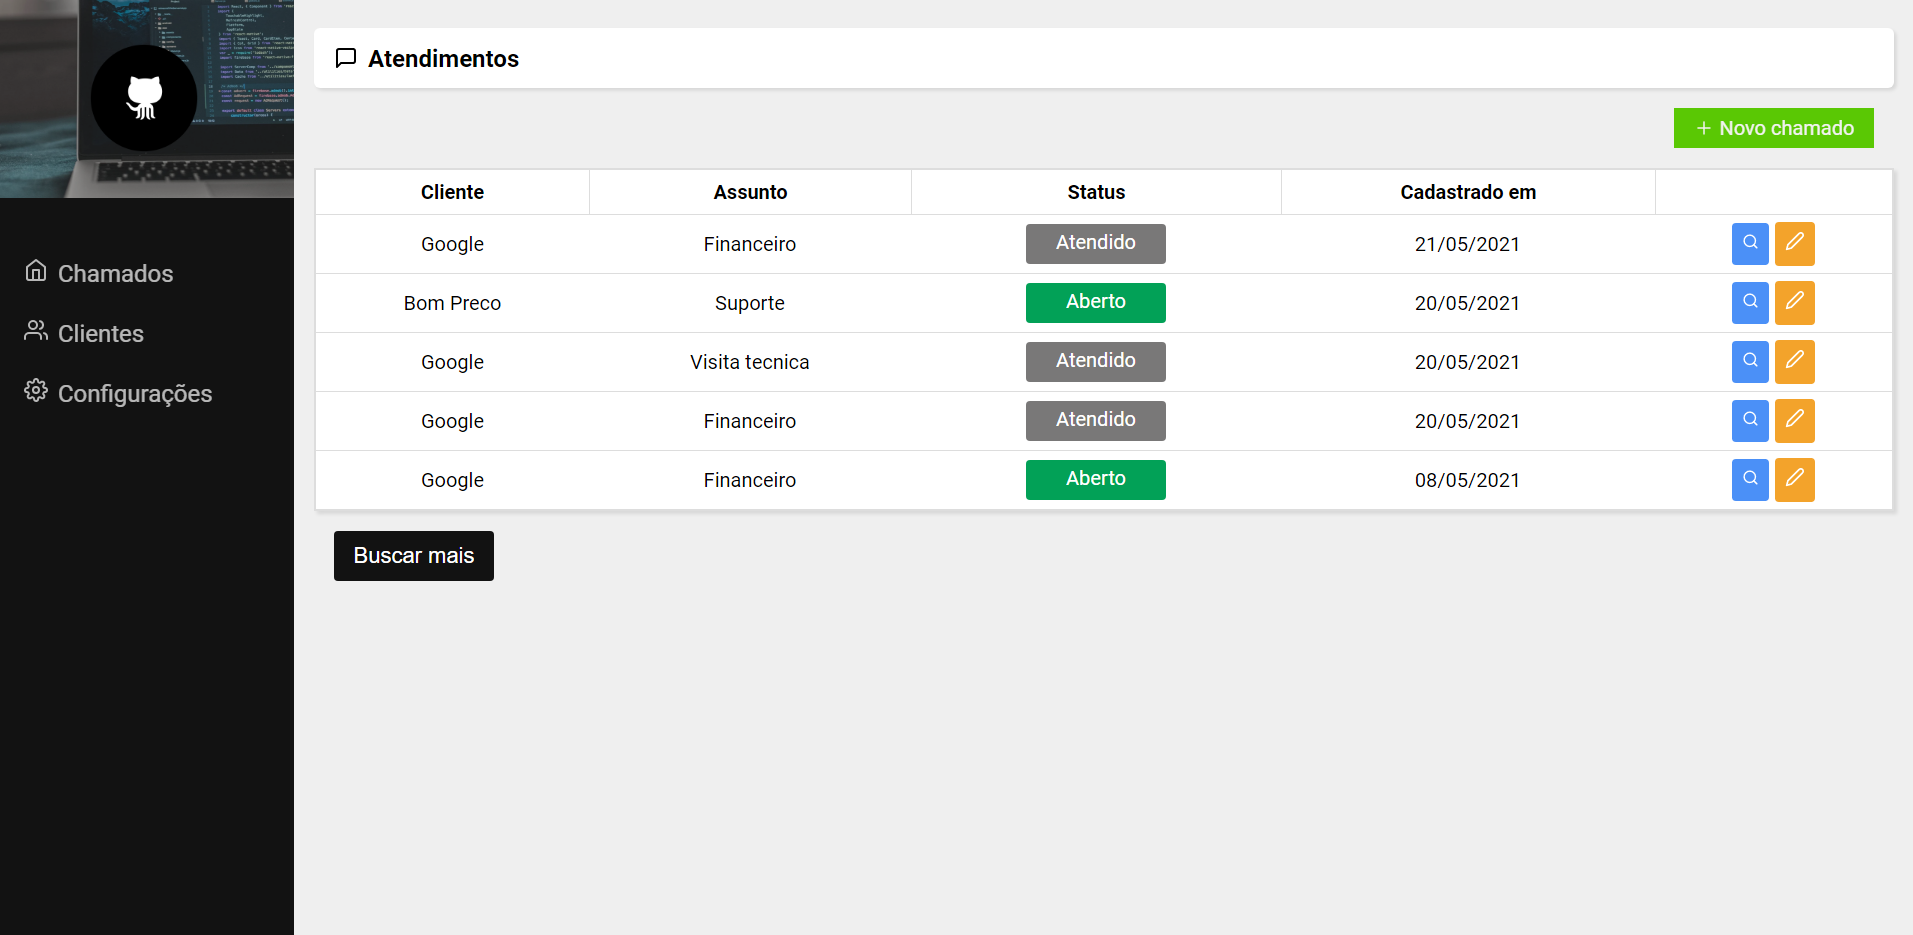 Atendimentos
+ Novo chamado
Cliente Assunto Status Cadastrado em
Google Financeiro Atendido 21/05/2021
Bom Preco Suporte Aberto 20/05/2021
Google Visita tecnica Atendido 20/05/2021
Google Financeiro Atendido 20/05/2021
Google Financeiro Aberto 08/05/2021
Buscar mais
Chamados
Clientes
Configurações